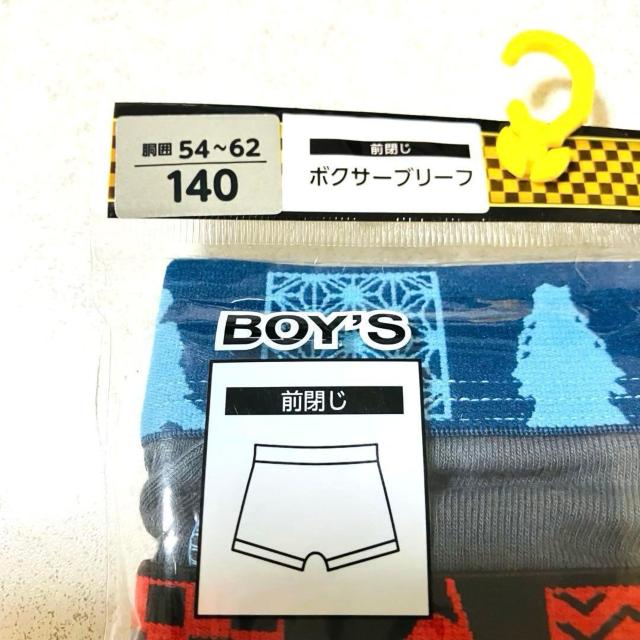 胴囲 54~62
140
前閉じ
ボクサーブリーフ
BOY'S
前閉じ